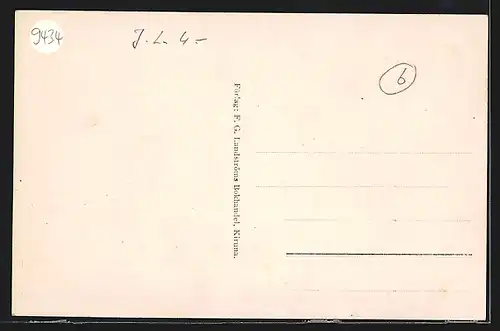 9434
J. L. 4.-
6
Förlag: F. G. Landströms Bokhandel, Kiruna.